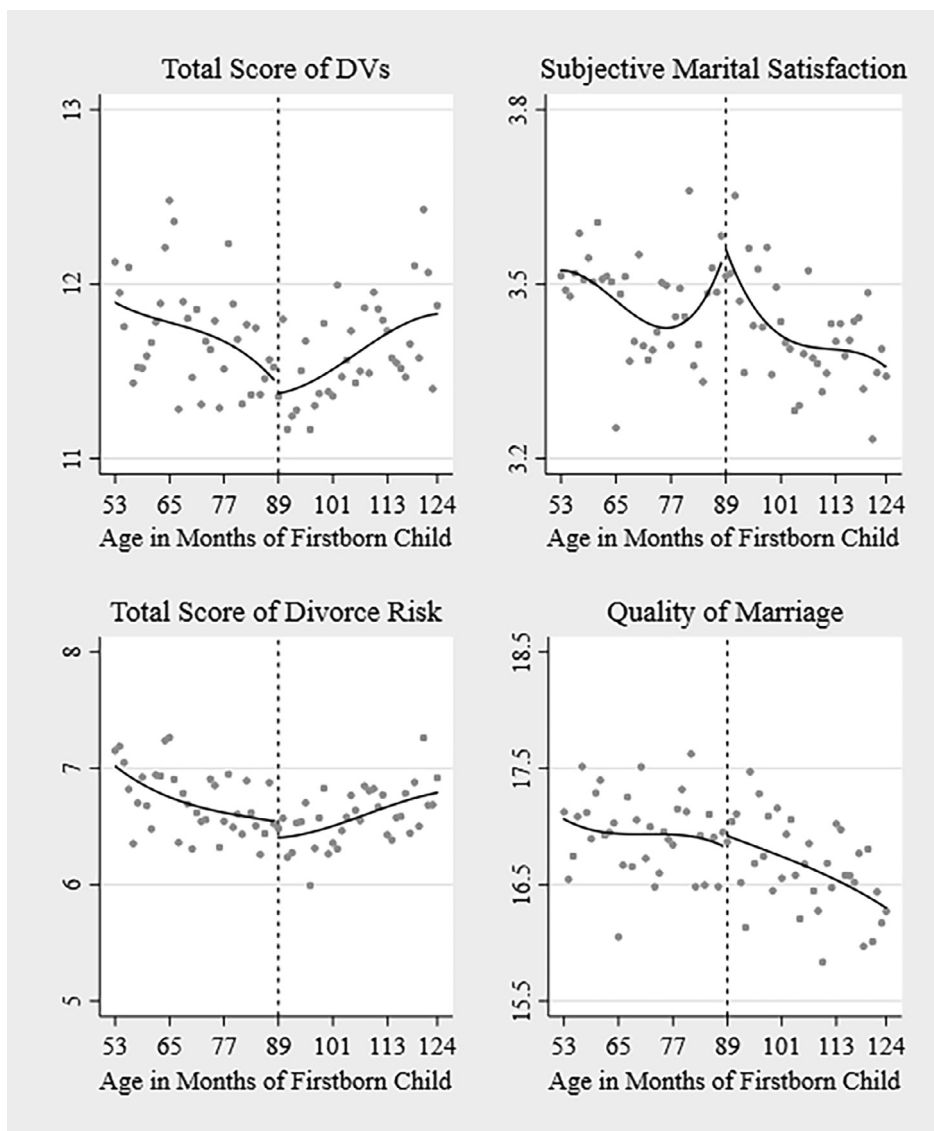 Total Score of DVs
13
12
11
53 65 77 89 101 113 124
Age in Months of Firstborn Child
Subjective Marital Satisfaction
3.8
3.5
3.2
53 65 77 89 101 113 124
Age in Months of Firstborn Child
Total Score of Divorce Risk
8
7
6
5
53 65 77 89 101 113 124
Age in Months of Firstborn Child
Quality of Marriage
18.5
17.5
16.5
15.5
53 65 77 89 101 113 124
Age in Months of Firstborn Child